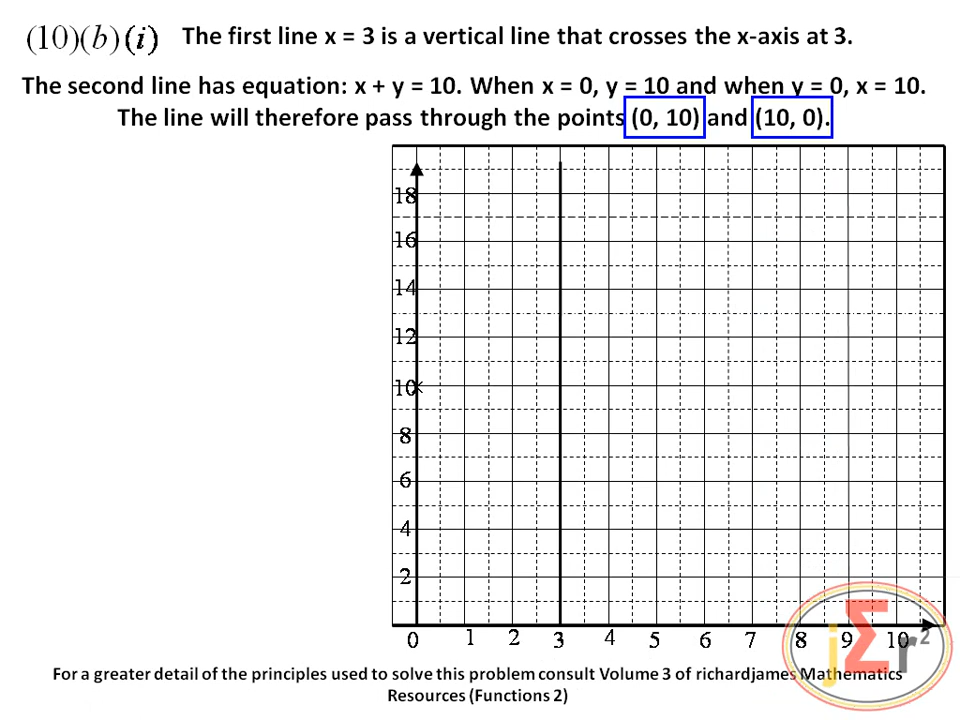 (10)(b)(i) The first line x = 3 is a vertical line that crosses the x-axis at 3.
The second line has equation: x + y = 10. When x = 0, y = 10 and when y = 0, x = 10.
The line will therefore pass through the points (0, 10) and (10, 0).
18
16
14
12
10
8
6
4
2
0 1 2 3 4 5 6 7 8 9 10
jΣr²
For a greater detail of the principles used to solve this problem consult Volume 3 of richardjames Mathematics
Resources (Functions 2)